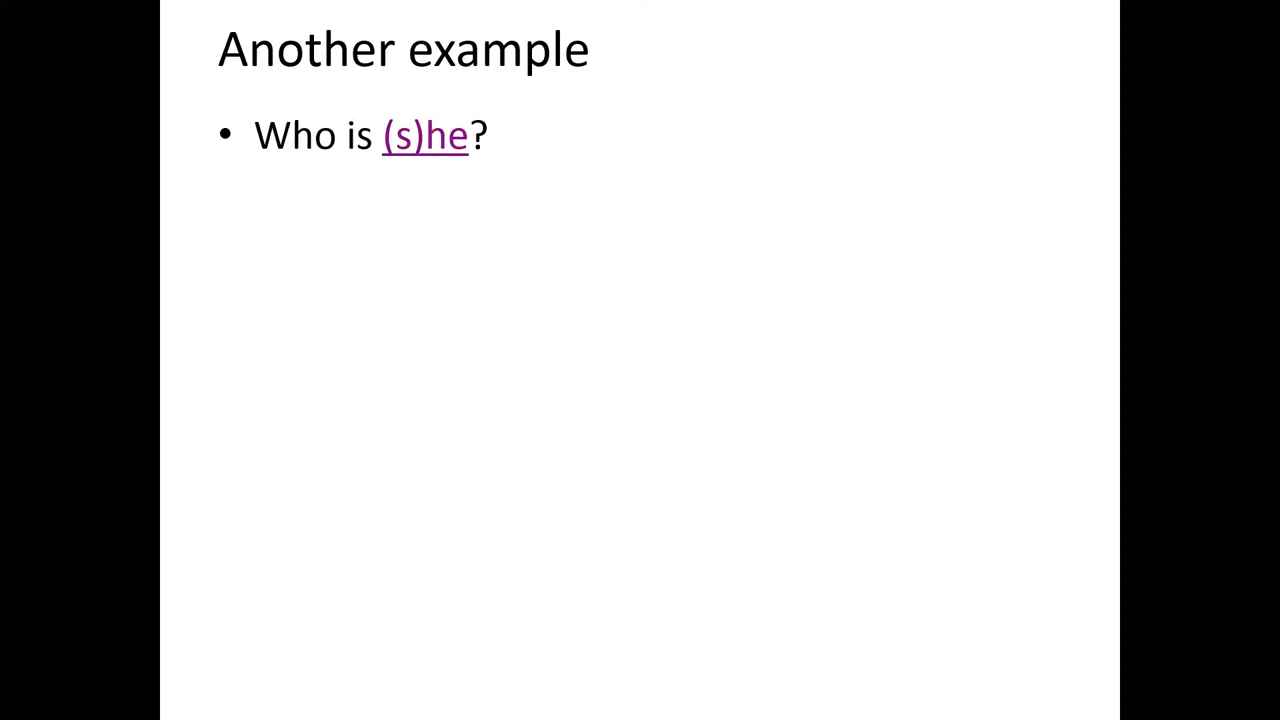 Another example
• Who is (s)he?